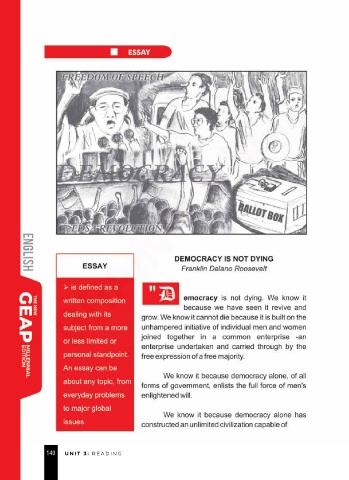 ESSAY
FREEDOM OF SPEECH
DEMOCRACY
BALLOT BOX
EDSA REVOLUTION
ENGLISH
THE NEW
GEAP
MILLENNIAL
EDITION
ESSAY
➢ is defined as a
written composition
dealing with its
subject from a more
or less limited or
personal standpoint.
An essay can be
about any topic, from
everyday problems
to major global
issues.
DEMOCRACY IS NOT DYING
Franklin Delano Roosevelt
"Democracy is not dying. We know it
because we have seen it revive and
grow. We know it cannot die because it is built on the
unhampered initiative of individual men and women
joined together in a common enterprise -an
enterprise undertaken and carried through by the
free expression of a free majority.
We know it because democracy alone, of all
forms of government, enlists the full force of men's
enlightened will.
We know it because democracy alone has
constructed an unlimited civilization capable of
140 UNIT 3: READING